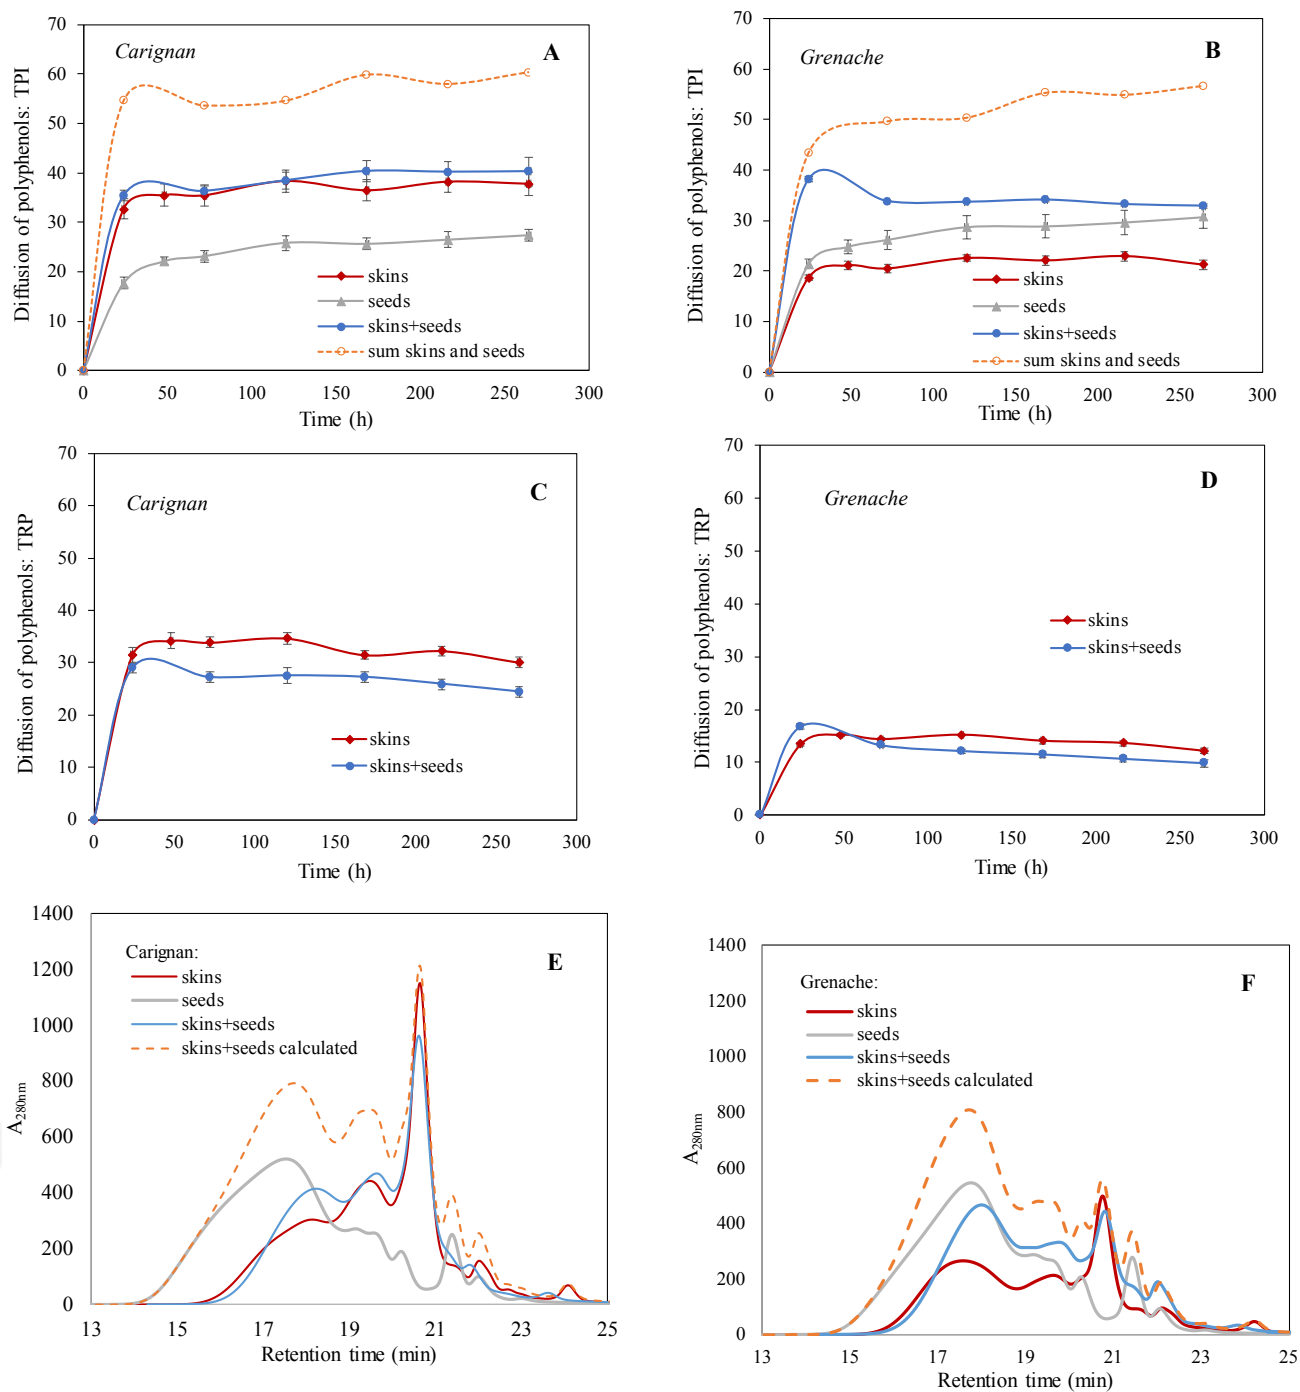 A
Carignan
Diffusion of polyphenols: TPI
70
60
50
40
30
20
10
0
skins
seeds
skins+seeds
sum skins and seeds
0 50 100 150 200 250 300
Time (h)
B
Grenache
Diffusion of polyphenols: TPI
70
60
50
40
30
20
10
0
skins
seeds
skins+seeds
sum skins and seeds
0 50 100 150 200 250 300
Time (h)
C
Carignan
Diffusion of polyphenols: TRP
70
60
50
40
30
20
10
0
skins
skins+seeds
0 50 100 150 200 250 300
Time (h)
D
Grenache
Diffusion of polyphenols: TRP
70
60
50
40
30
20
10
0
skins
skins+seeds
0 50 100 150 200 250 300
Time (h)
E
Carignan:
skins
seeds
skins+seeds
skins+seeds calculated
A280nm
1400
1200
1000
800
600
400
200
0
13 15 17 19 21 23 25
Retention time (min)
F
Grenache:
skins
seeds
skins+seeds
skins+seeds calculated
A280nm
1400
1200
1000
800
600
400
200
0
13 15 17 19 21 23 25
Retention time (min)